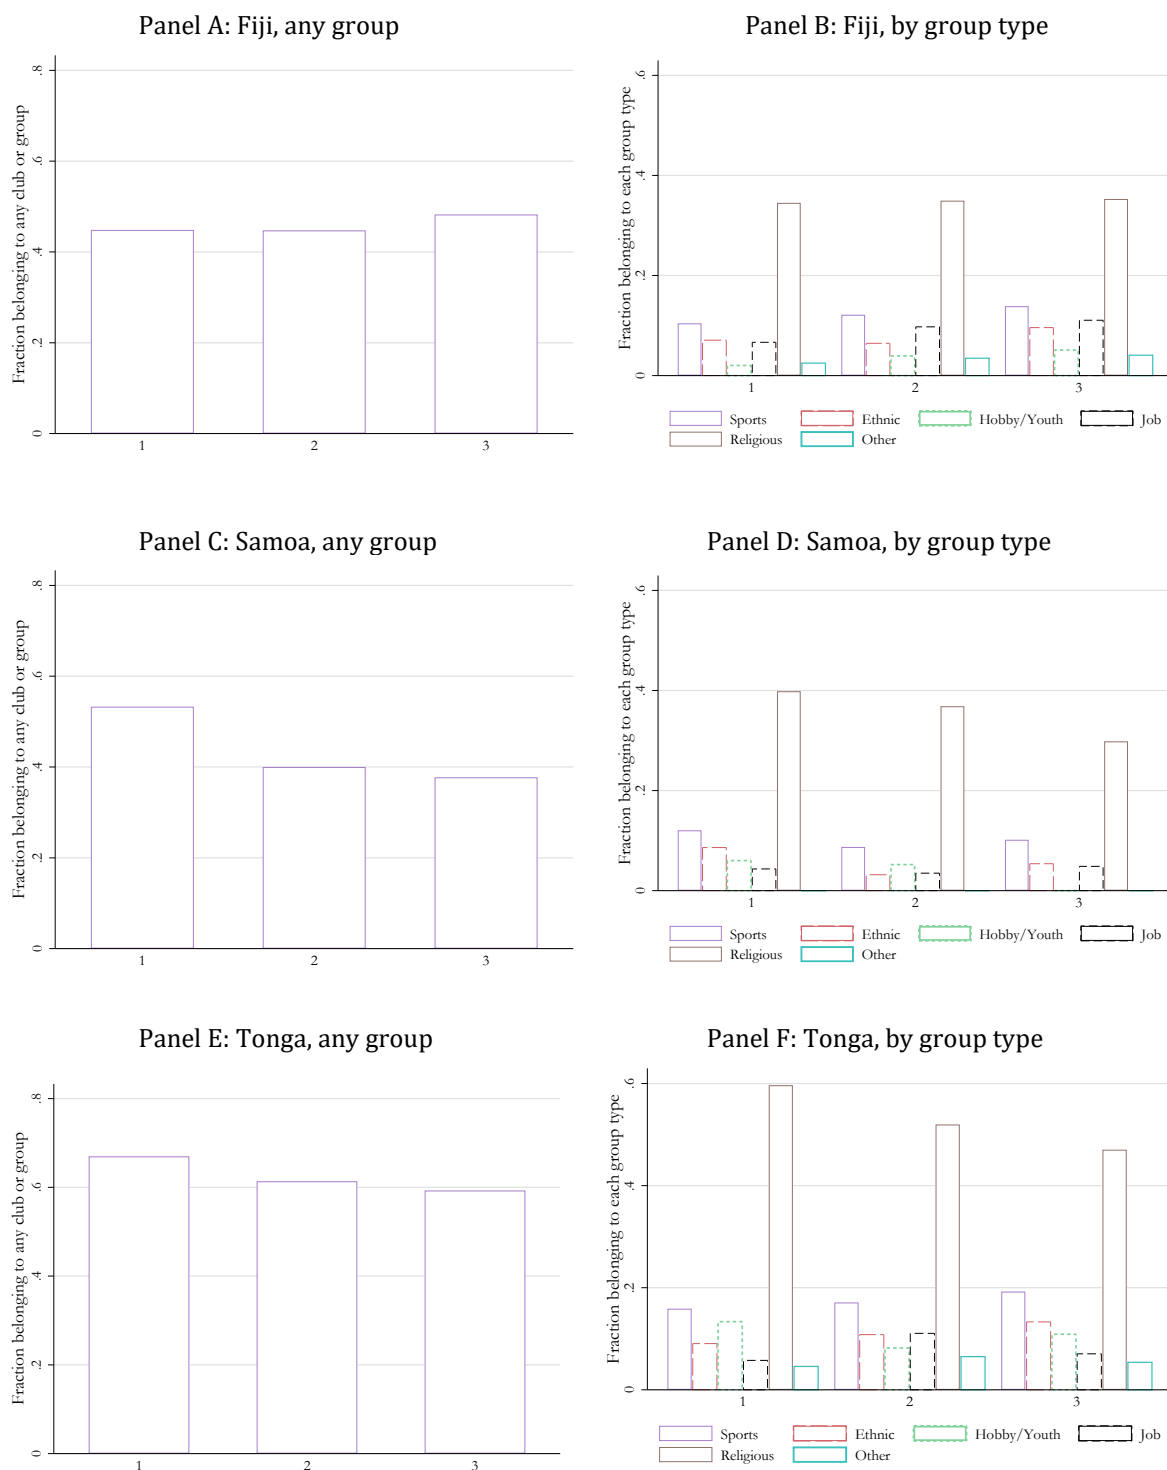 Panel A: Fiji, any group
Fraction belonging to any club or group
.8
.6
.4
.2
0
1 2 3
Panel B: Fiji, by group type
Fraction belonging to each group type
.6
.4
.2
0
1 2 3
Sports Ethnic Hobby/Youth Job
Religious Other
Panel C: Samoa, any group
Fraction belonging to any club or group
.8
.6
.4
.2
0
1 2 3
Panel D: Samoa, by group type
Fraction belonging to each group type
.6
.4
.2
0
1 2 3
Sports Ethnic Hobby/Youth Job
Religious Other
Panel E: Tonga, any group
Fraction belonging to any club or group
.8
.6
.4
.2
0
1 2 3
Panel F: Tonga, by group type
Fraction belonging to each group type
.6
.4
.2
0
1 2 3
Sports Ethnic Hobby/Youth Job
Religious Other